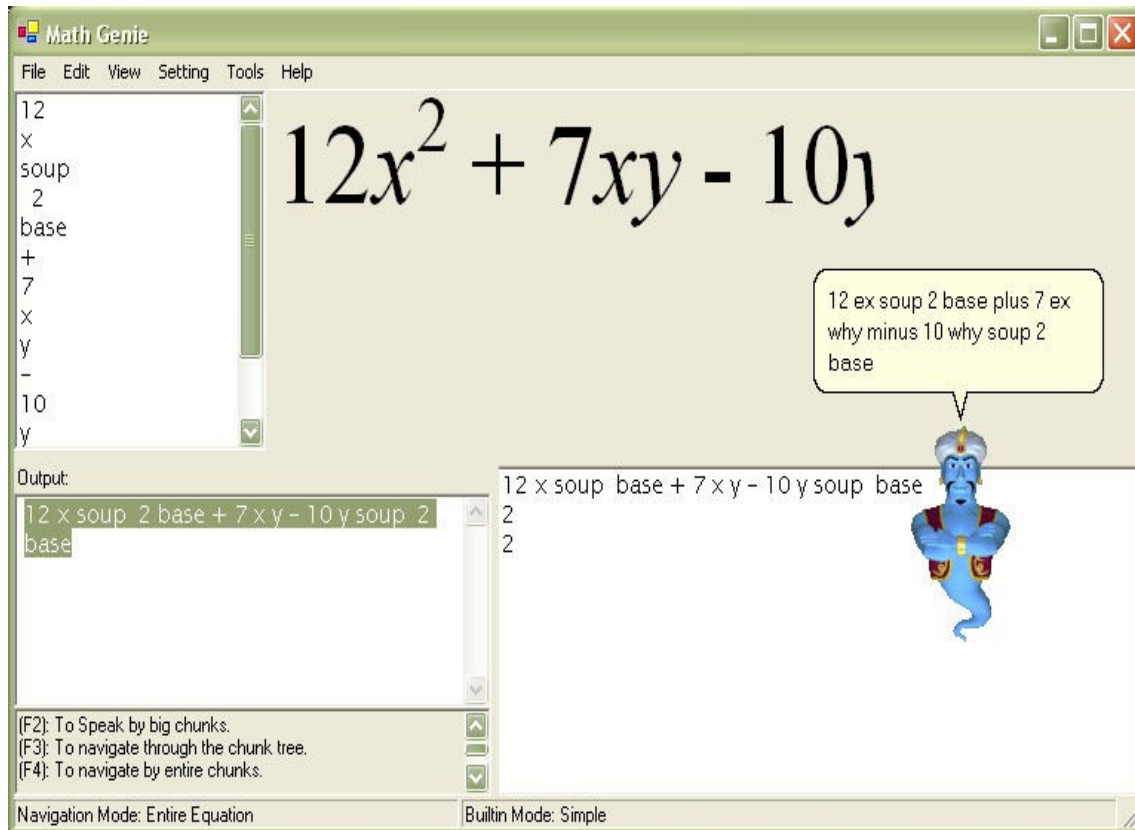 Math Genie
File Edit View Setting Tools Help
12
x
soup
2
base
+
7
x
y
-
10
y
12x² + 7xy - 10y
12 ex soup 2 base plus 7 ex
why minus 10 why soup 2
base
Output:
12 x soup 2 base + 7 x y - 10 y soup 2
base
12 x soup base + 7 x y - 10 y soup base
2
2
(F2): To Speak by big chunks.
(F3): To navigate through the chunk tree.
(F4): To navigate by entire chunks.
Navigation Mode: Entire Equation
Builtin Mode: Simple